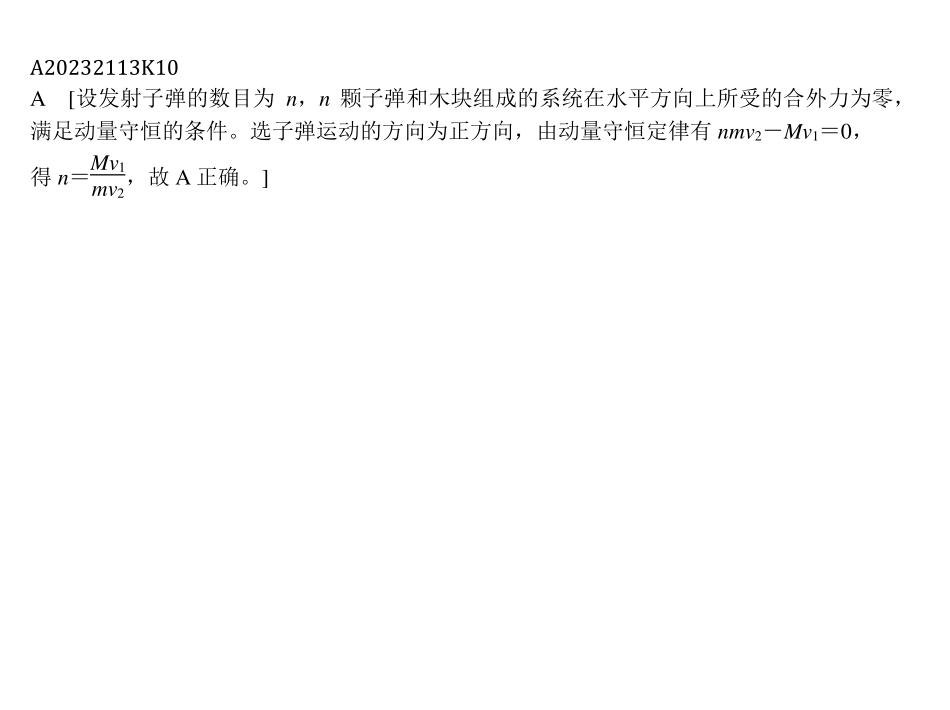 A20232113K10
A [设发射子弹的数目为 n，n 颗子弹和木块组成的系统在水平方向上所受的合外力为零，
满足动量守恒的条件。选子弹运动的方向为正方向，由动量守恒定律有 nmv₂－Mv₁＝0，
得 n＝Mv₁/mv₂，故 A 正确。]